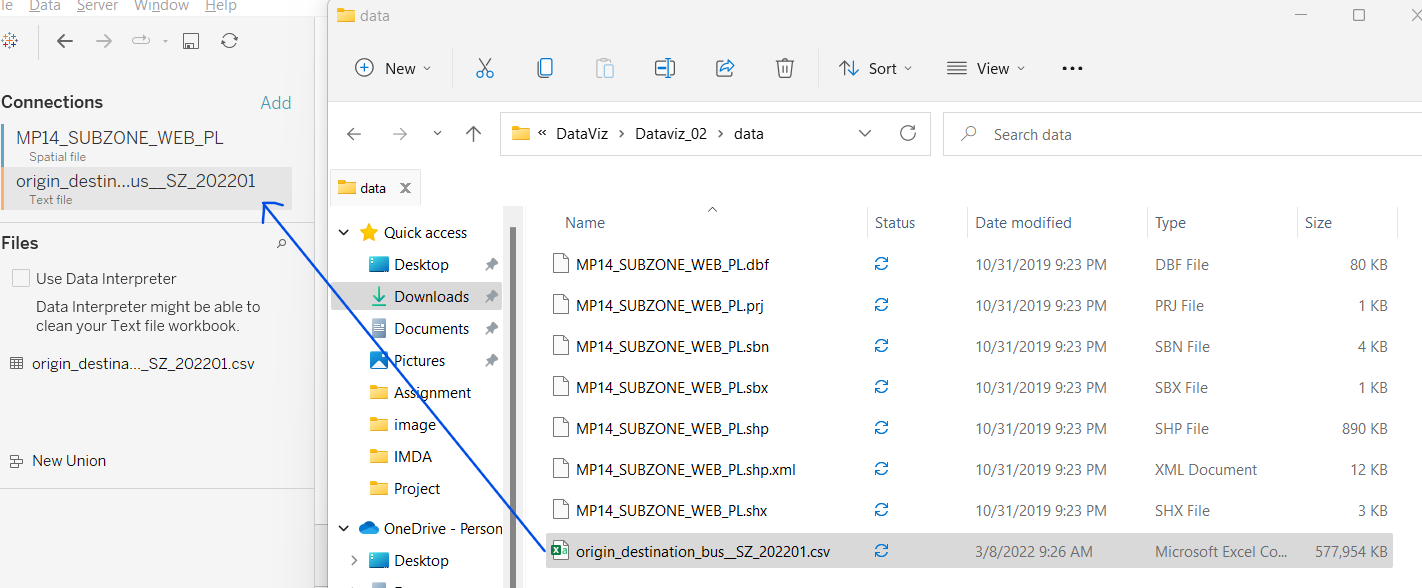 le Data Server Window Help
Connections Add
MP14_SUBZONE_WEB_PL
Spatial file
origin_destin...us__SZ_202201
Text file
Files
Use Data Interpreter
Data Interpreter might be able to
clean your Text file workbook.
origin_destina..._SZ_202201.csv
New Union
data
New Sort View
« DataViz Dataviz_02 data
Search data
data
Quick access
Desktop
Downloads
Documents
Pictures
Assignment
image
IMDA
Project
OneDrive - Person
Desktop
Name Status Date modified Type Size
MP14_SUBZONE_WEB_PL.dbf 10/31/2019 9:23 PM DBF File 80 KB
MP14_SUBZONE_WEB_PL.prj 10/31/2019 9:23 PM PRJ File 1 KB
MP14_SUBZONE_WEB_PL.sbn 10/31/2019 9:23 PM SBN File 4 KB
MP14_SUBZONE_WEB_PL.sbx 10/31/2019 9:23 PM SBX File 1 KB
MP14_SUBZONE_WEB_PL.shp 10/31/2019 9:23 PM SHP File 890 KB
MP14_SUBZONE_WEB_PL.shp.xml 10/31/2019 9:23 PM XML Document 12 KB
MP14_SUBZONE_WEB_PL.shx 10/31/2019 9:23 PM SHX File 3 KB
origin_destination_bus__SZ_202201.csv 3/8/2022 9:26 AM Microsoft Excel Co... 577,954 KB